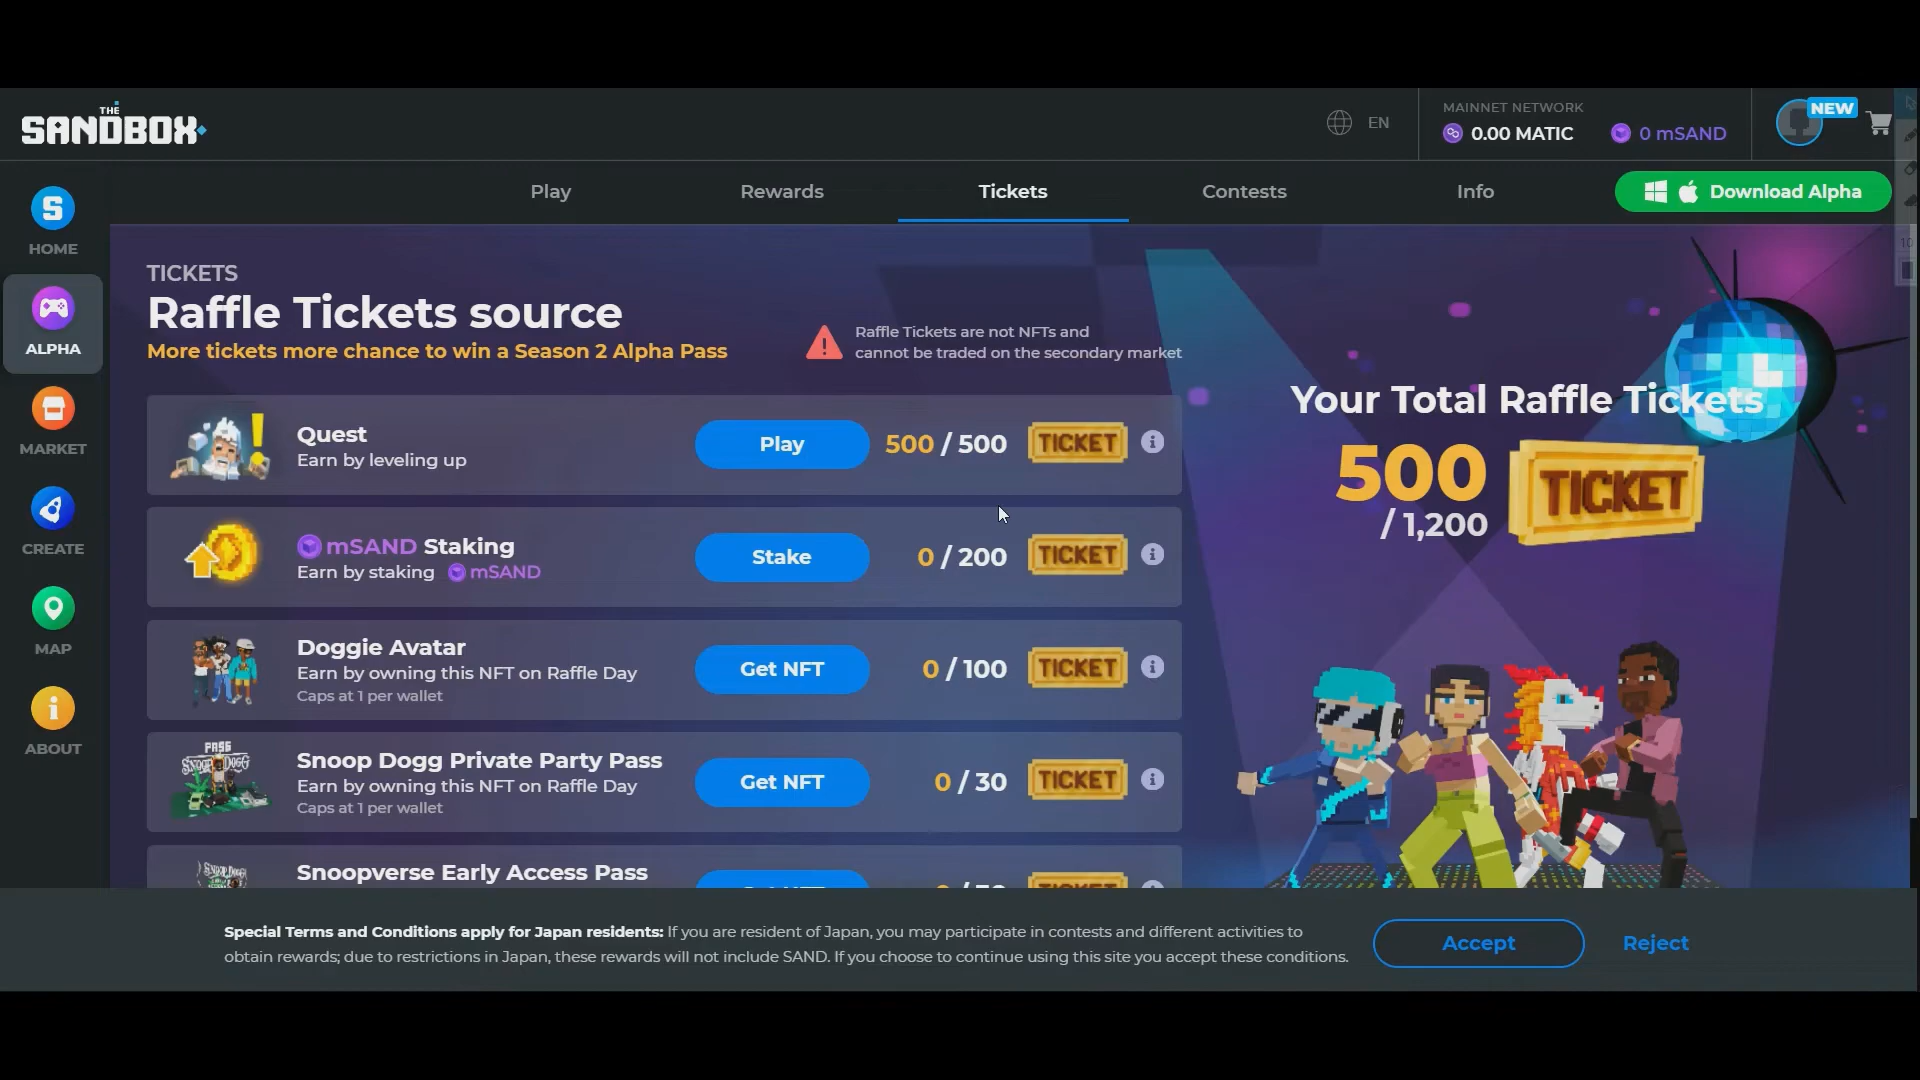 THE
SANDBOX
EN
MAINNET NETWORK
0.00 MATIC
0 mSAND
NEW
Play
Rewards
Tickets
Contests
Info
Download Alpha
HOME
ALPHA
MARKET
CREATE
MAP
ABOUT
TICKETS
Raffle Tickets source
More tickets more chance to win a Season 2 Alpha Pass
Raffle Tickets are not NFTs and
cannot be traded on the secondary market
Quest
Earn by leveling up
Play
500 / 500
TICKET
mSAND Staking
Earn by staking mSAND
Stake
0 / 200
TICKET
Doggie Avatar
Earn by owning this NFT on Raffle Day
Caps at 1 per wallet
Get NFT
0 / 100
TICKET
PASS
SNOOP DOGG
Snoop Dogg Private Party Pass
Earn by owning this NFT on Raffle Day
Caps at 1 per wallet
Get NFT
0 / 30
TICKET
Snoopverse Early Access Pass
Your Total Raffle Tickets
500
/ 1,200
TICKET
Special Terms and Conditions apply for Japan residents: If you are resident of Japan, you may participate in contests and different activities to
obtain rewards; due to restrictions in Japan, these rewards will not include SAND. If you choose to continue using this site you accept these conditions.
Accept
Reject